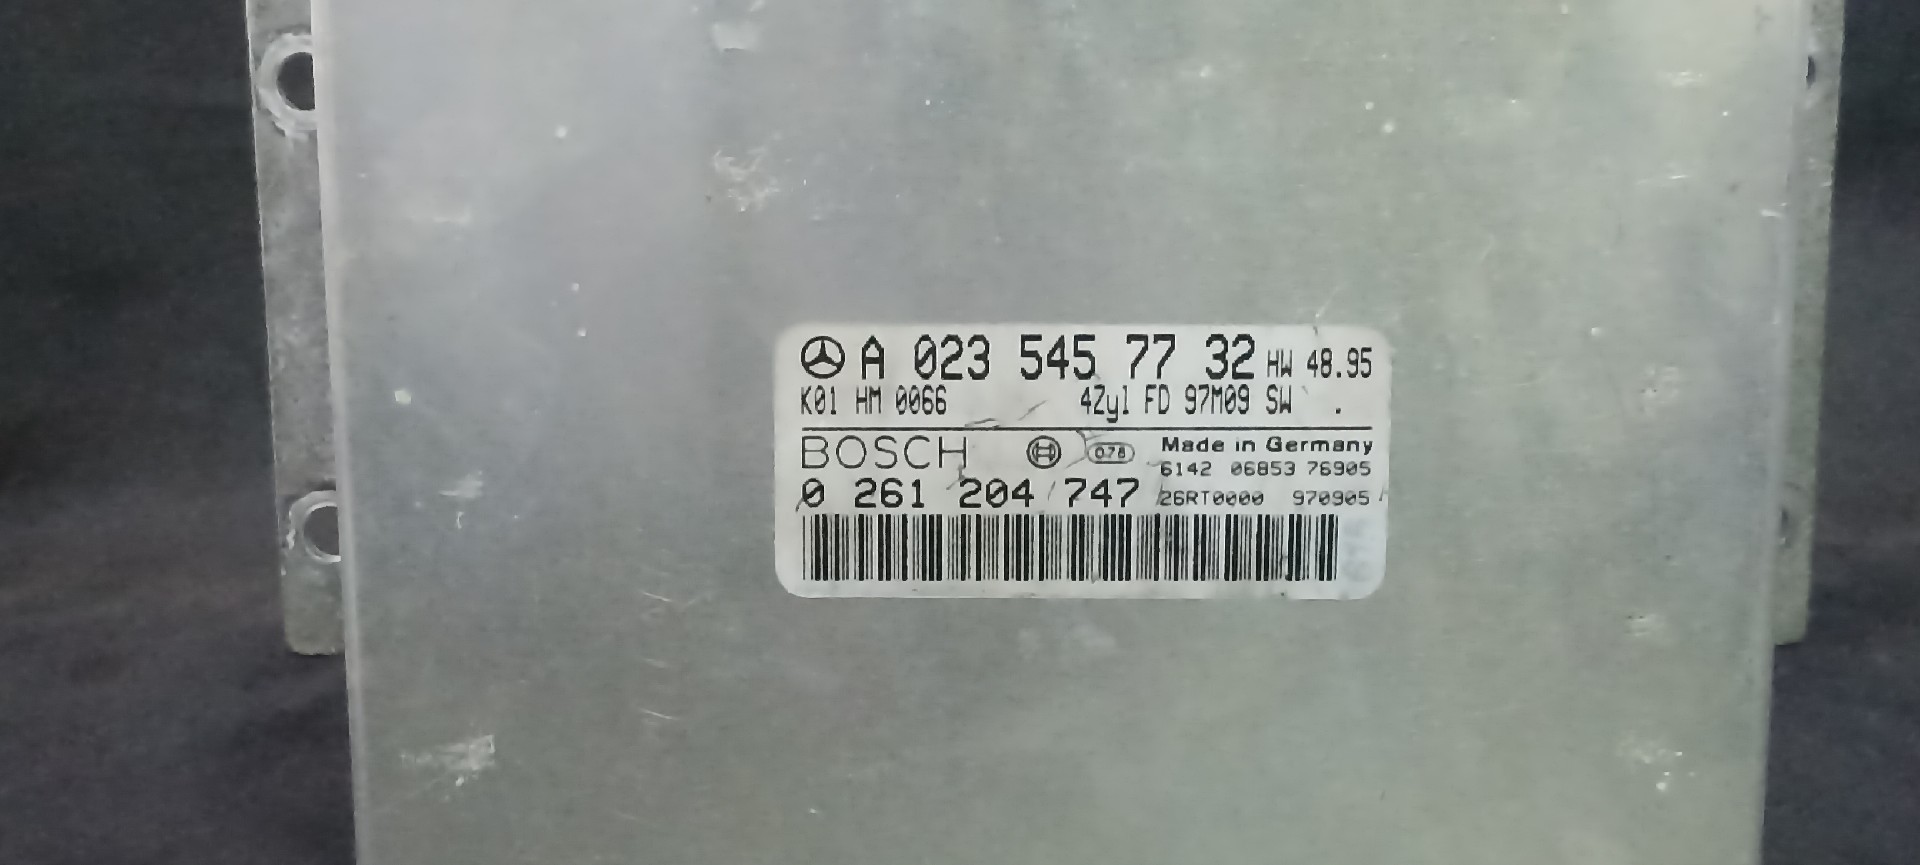 A 023 545 77 32 HW 48.95
K01 HM 0066 4Zyl FD 97M09 SW .
BOSCH 078 Made in Germany
6142 06853 76905
0 261 204 747 26RT0000 970905